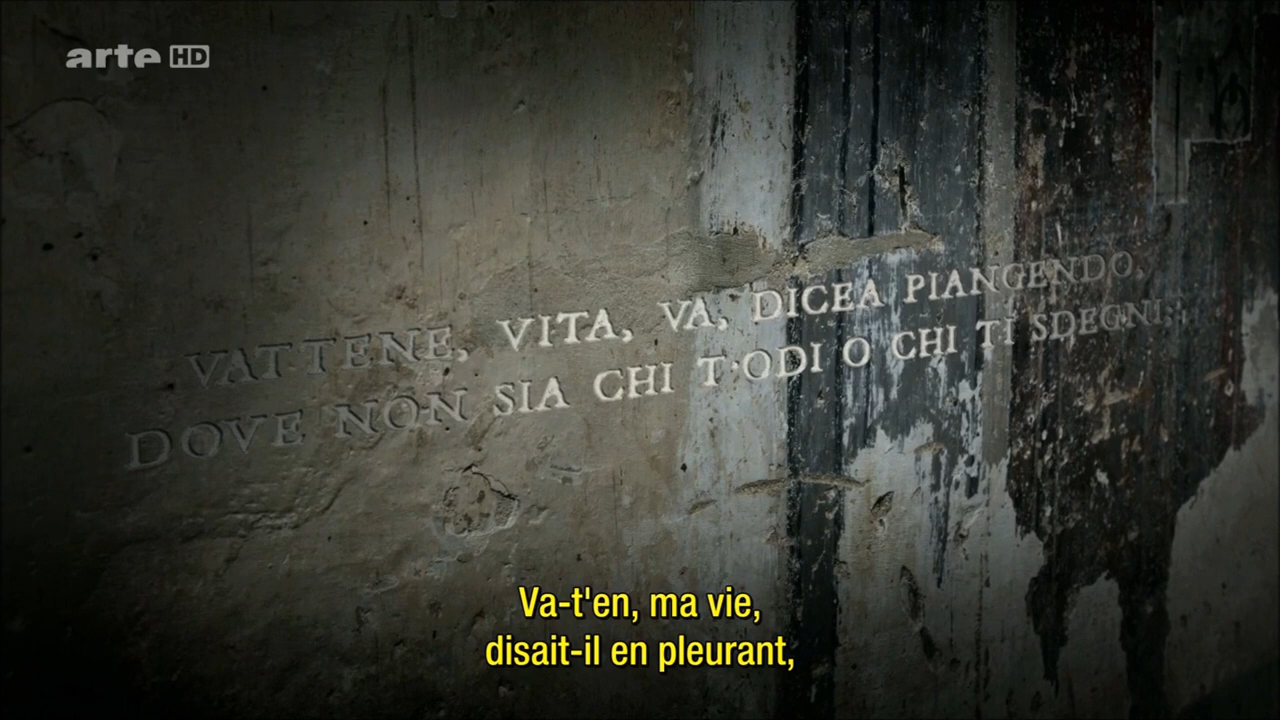 arte HD
VATTENE, VITA, VA, DICEA PIANGENDO,
DOVE NON SIA CHI T'ODI O CHI TI SDEGNI;
Va-t'en, ma vie,
disait-il en pleurant,